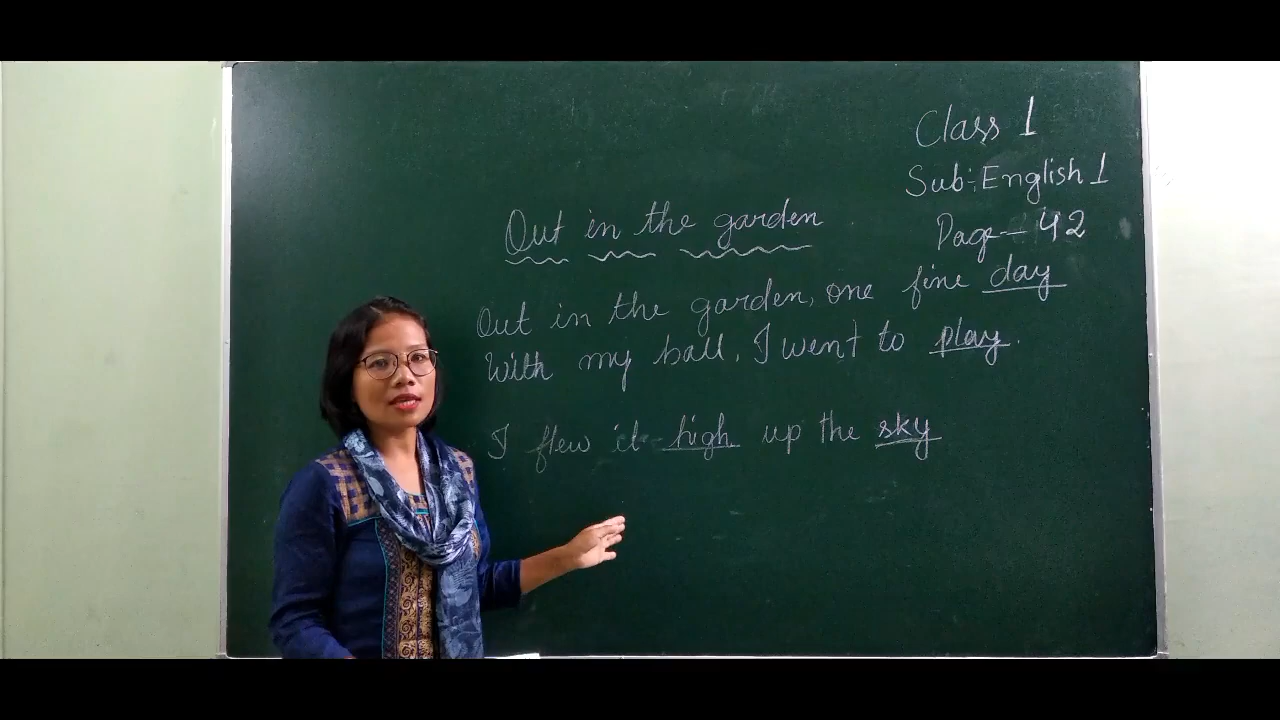 Class 1
Sub:English 1
Page-42
Out in the garden
Out in the garden, one fine day
With my ball, I went to play.
I flew it high up the sky